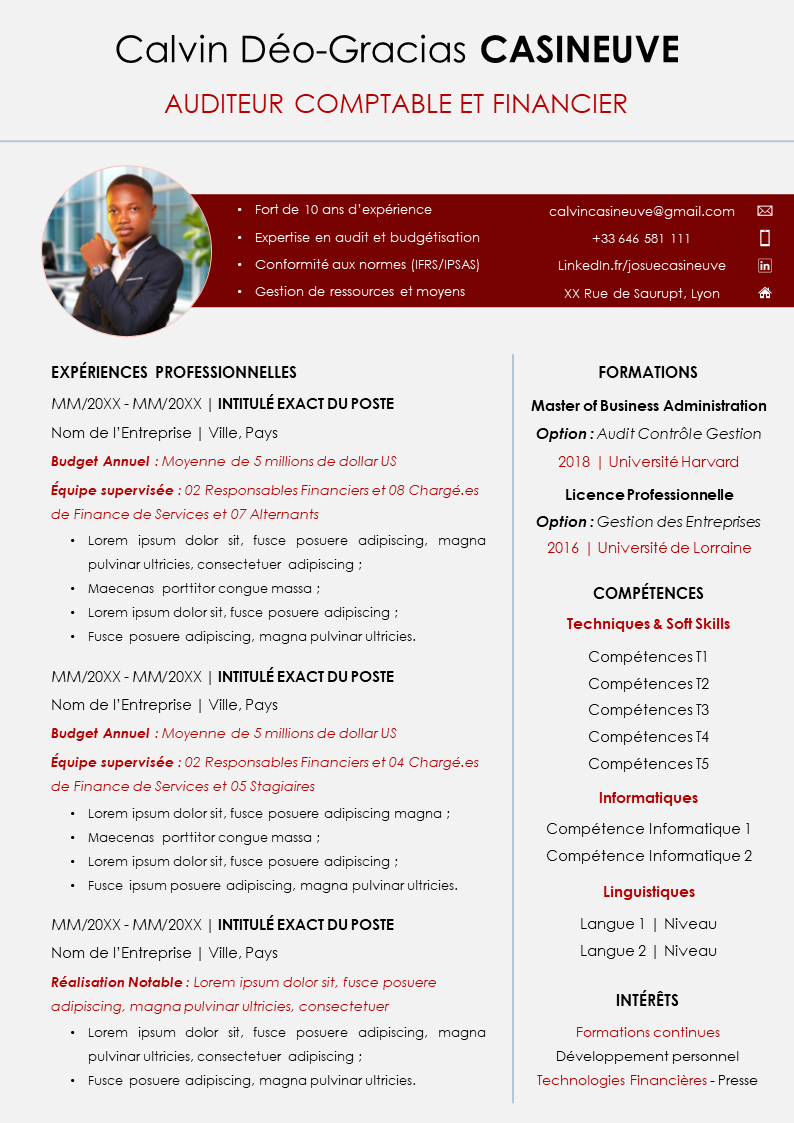 Calvin Déo-Gracias CASINEUVE
AUDITEUR COMPTABLE ET FINANCIER
• Fort de 10 ans d’expérience
• Expertise en audit et budgétisation
• Conformité aux normes (IFRS/IPSAS)
• Gestion de ressources et moyens
calvincasineuve@gmail.com
+33 646 581 111
LinkedIn.fr/josuecasineuve
XX Rue de Saurupt, Lyon
EXPÉRIENCES PROFESSIONNELLES
MM/20XX - MM/20XX | INTITULÉ EXACT DU POSTE
Nom de l’Entreprise | Ville, Pays
Budget Annuel : Moyenne de 5 millions de dollar US
Équipe supervisée : 02 Responsables Financiers et 08 Chargé.es
de Finance de Services et 07 Alternants
• Lorem ipsum dolor sit, fusce posuere adipiscing, magna
pulvinar ultricies, consectetuer adipiscing ;
• Maecenas porttitor congue massa ;
• Lorem ipsum dolor sit, fusce posuere adipiscing ;
• Fusce posuere adipiscing, magna pulvinar ultricies.
MM/20XX - MM/20XX | INTITULÉ EXACT DU POSTE
Nom de l’Entreprise | Ville, Pays
Budget Annuel : Moyenne de 5 millions de dollar US
Équipe supervisée : 02 Responsables Financiers et 04 Chargé.es
de Finance de Services et 05 Stagiaires
• Lorem ipsum dolor sit, fusce posuere adipiscing magna ;
• Maecenas porttitor congue massa ;
• Lorem ipsum dolor sit, fusce posuere adipiscing ;
• Fusce ipsum posuere adipiscing, magna pulvinar ultricies.
MM/20XX - MM/20XX | INTITULÉ EXACT DU POSTE
Nom de l’Entreprise | Ville, Pays
Réalisation Notable : Lorem ipsum dolor sit, fusce posuere
adipiscing, magna pulvinar ultricies, consectetuer
• Lorem ipsum dolor sit, fusce posuere adipiscing, magna
pulvinar ultricies, consectetuer adipiscing ;
• Fusce posuere adipiscing, magna pulvinar ultricies.
FORMATIONS
Master of Business Administration
Option : Audit Contrôle Gestion
2018 | Université Harvard
Licence Professionnelle
Option : Gestion des Entreprises
2016 | Université de Lorraine
COMPÉTENCES
Techniques & Soft Skills
Compétences T1
Compétences T2
Compétences T3
Compétences T4
Compétences T5
Informatiques
Compétence Informatique 1
Compétence Informatique 2
Linguistiques
Langue 1 | Niveau
Langue 2 | Niveau
INTÉRÊTS
Formations continues
Développement personnel
Technologies Financières - Presse